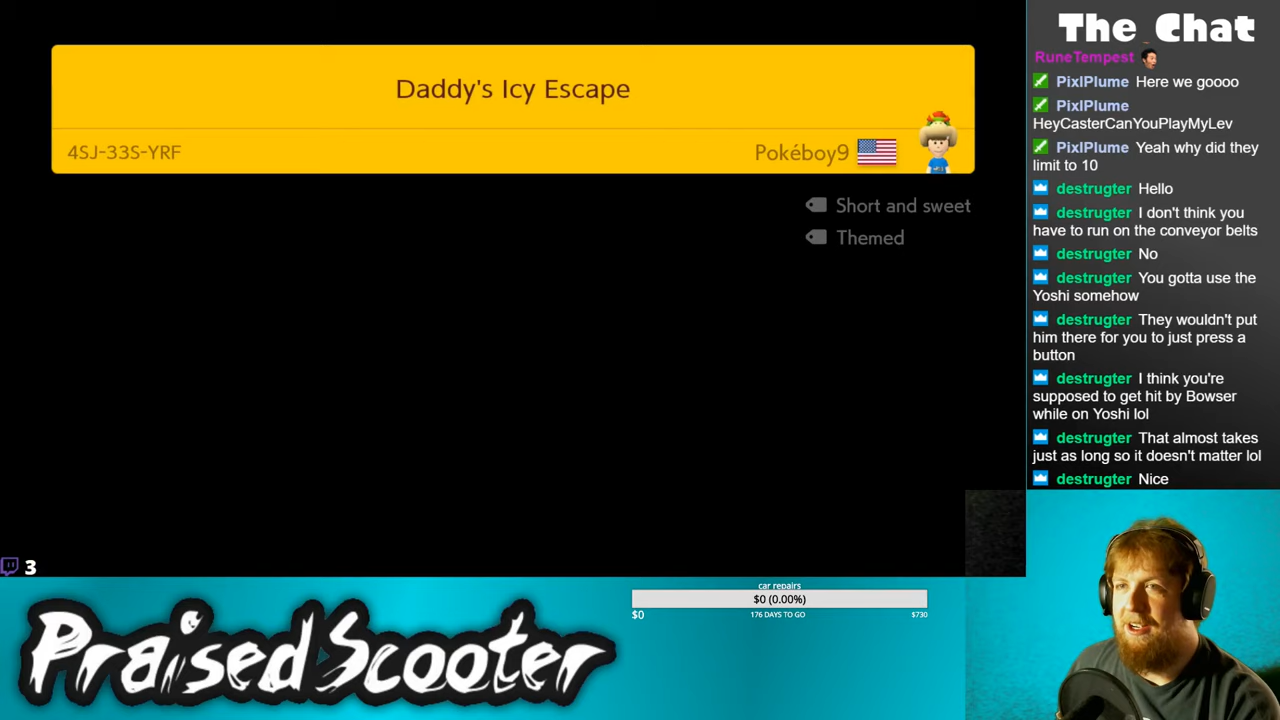 Daddy's Icy Escape
4SJ-33S-YRF
Pokéboy9
Short and sweet
Themed
3
The Chat
RuneTempest
PixlPlume Here we goooo
PixlPlume
HeyCasterCanYouPlayMyLev
PixlPlume Yeah why did they
limit to 10
destrugter Hello
destrugter I don't think you
have to run on the conveyor belts
destrugter No
destrugter You gotta use the
Yoshi somehow
destrugter They wouldn't put
him there for you to just press a
button
destrugter I think you're
supposed to get hit by Bowser
while on Yoshi lol
destrugter That almost takes
just as long so it doesn't matter lol
destrugter Nice
car repairs
$0 (0.00%)
$0 176 DAYS TO GO $730
PraisedScooter